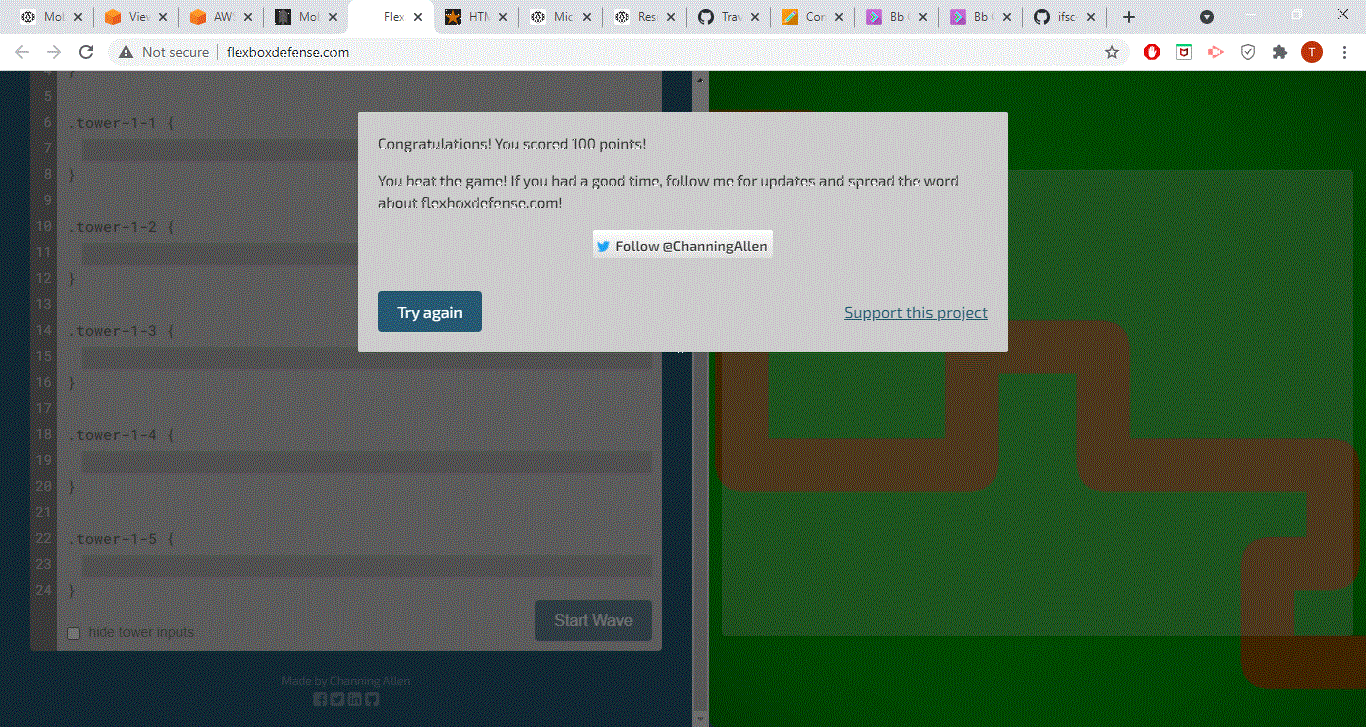 Mol
View
AW
Mol
Flex
HTM
Mic
Res
Trav
Cor
Bb
Bb
ifsc
Not secure
flexboxdefense.com
T
4 }
5
6 .tower-1-1 {
7
8 }
9
10 .tower-1-2 {
11
12 }
13
14 .tower-1-3 {
15
16 }
17
18 .tower-1-4 {
19
20 }
21
22 .tower-1-5 {
23
24 }
hide tower inputs
Start Wave
Made by Channing Allen
Congratulations! You scored 100 points!
You beat the game! If you had a good time, follow me for updates and spread the word
about flexboxdefense.com!
Follow @ChanningAllen
Try again
Support this project